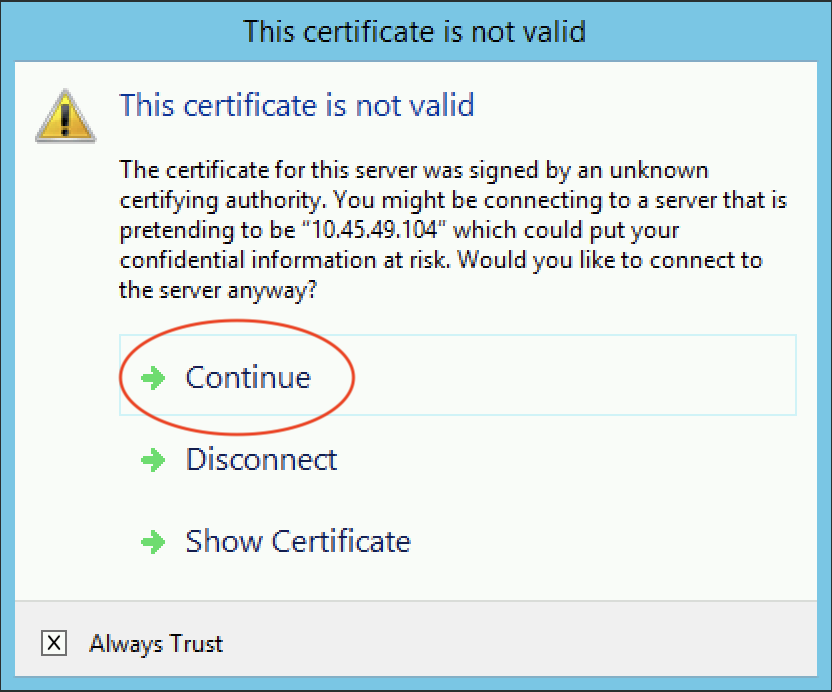 This certificate is not valid
This certificate is not valid
The certificate for this server was signed by an unknown
certifying authority. You might be connecting to a server that is
pretending to be “10.45.49.104” which could put your
confidential information at risk. Would you like to connect to
the server anyway?
Continue
Disconnect
Show Certificate
Always Trust